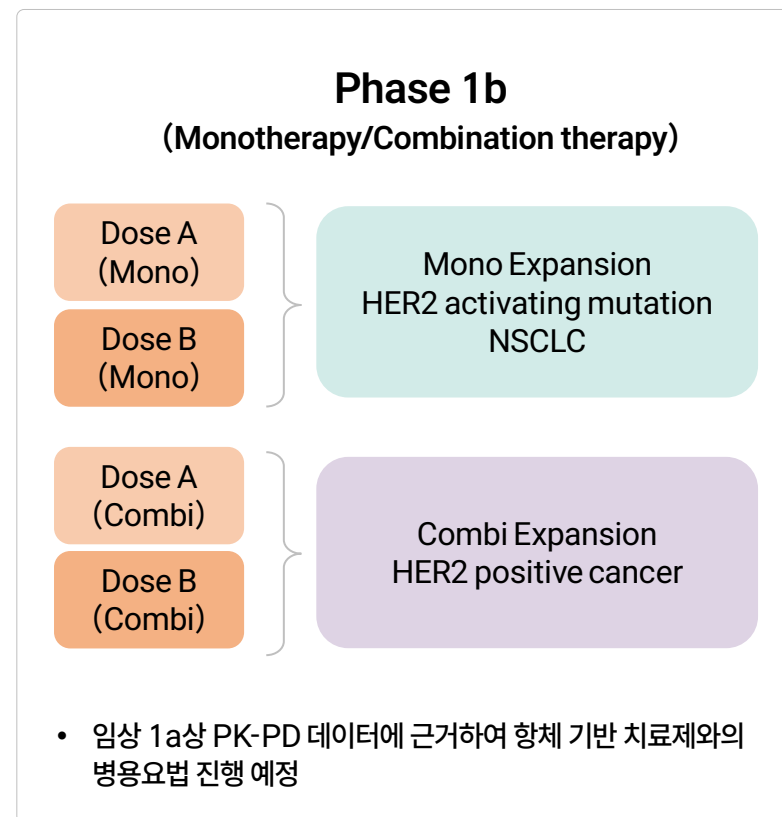 Phase 1b
(Monotherapy/Combination therapy)
Dose A
(Mono)
Dose B
(Mono)
Mono Expansion
HER2 activating mutation
NSCLC
Dose A
(Combi)
Dose B
(Combi)
Combi Expansion
HER2 positive cancer
• 임상 1a상 PK-PD 데이터에 근거하여 항체 기반 치료제와의
병용요법 진행 예정